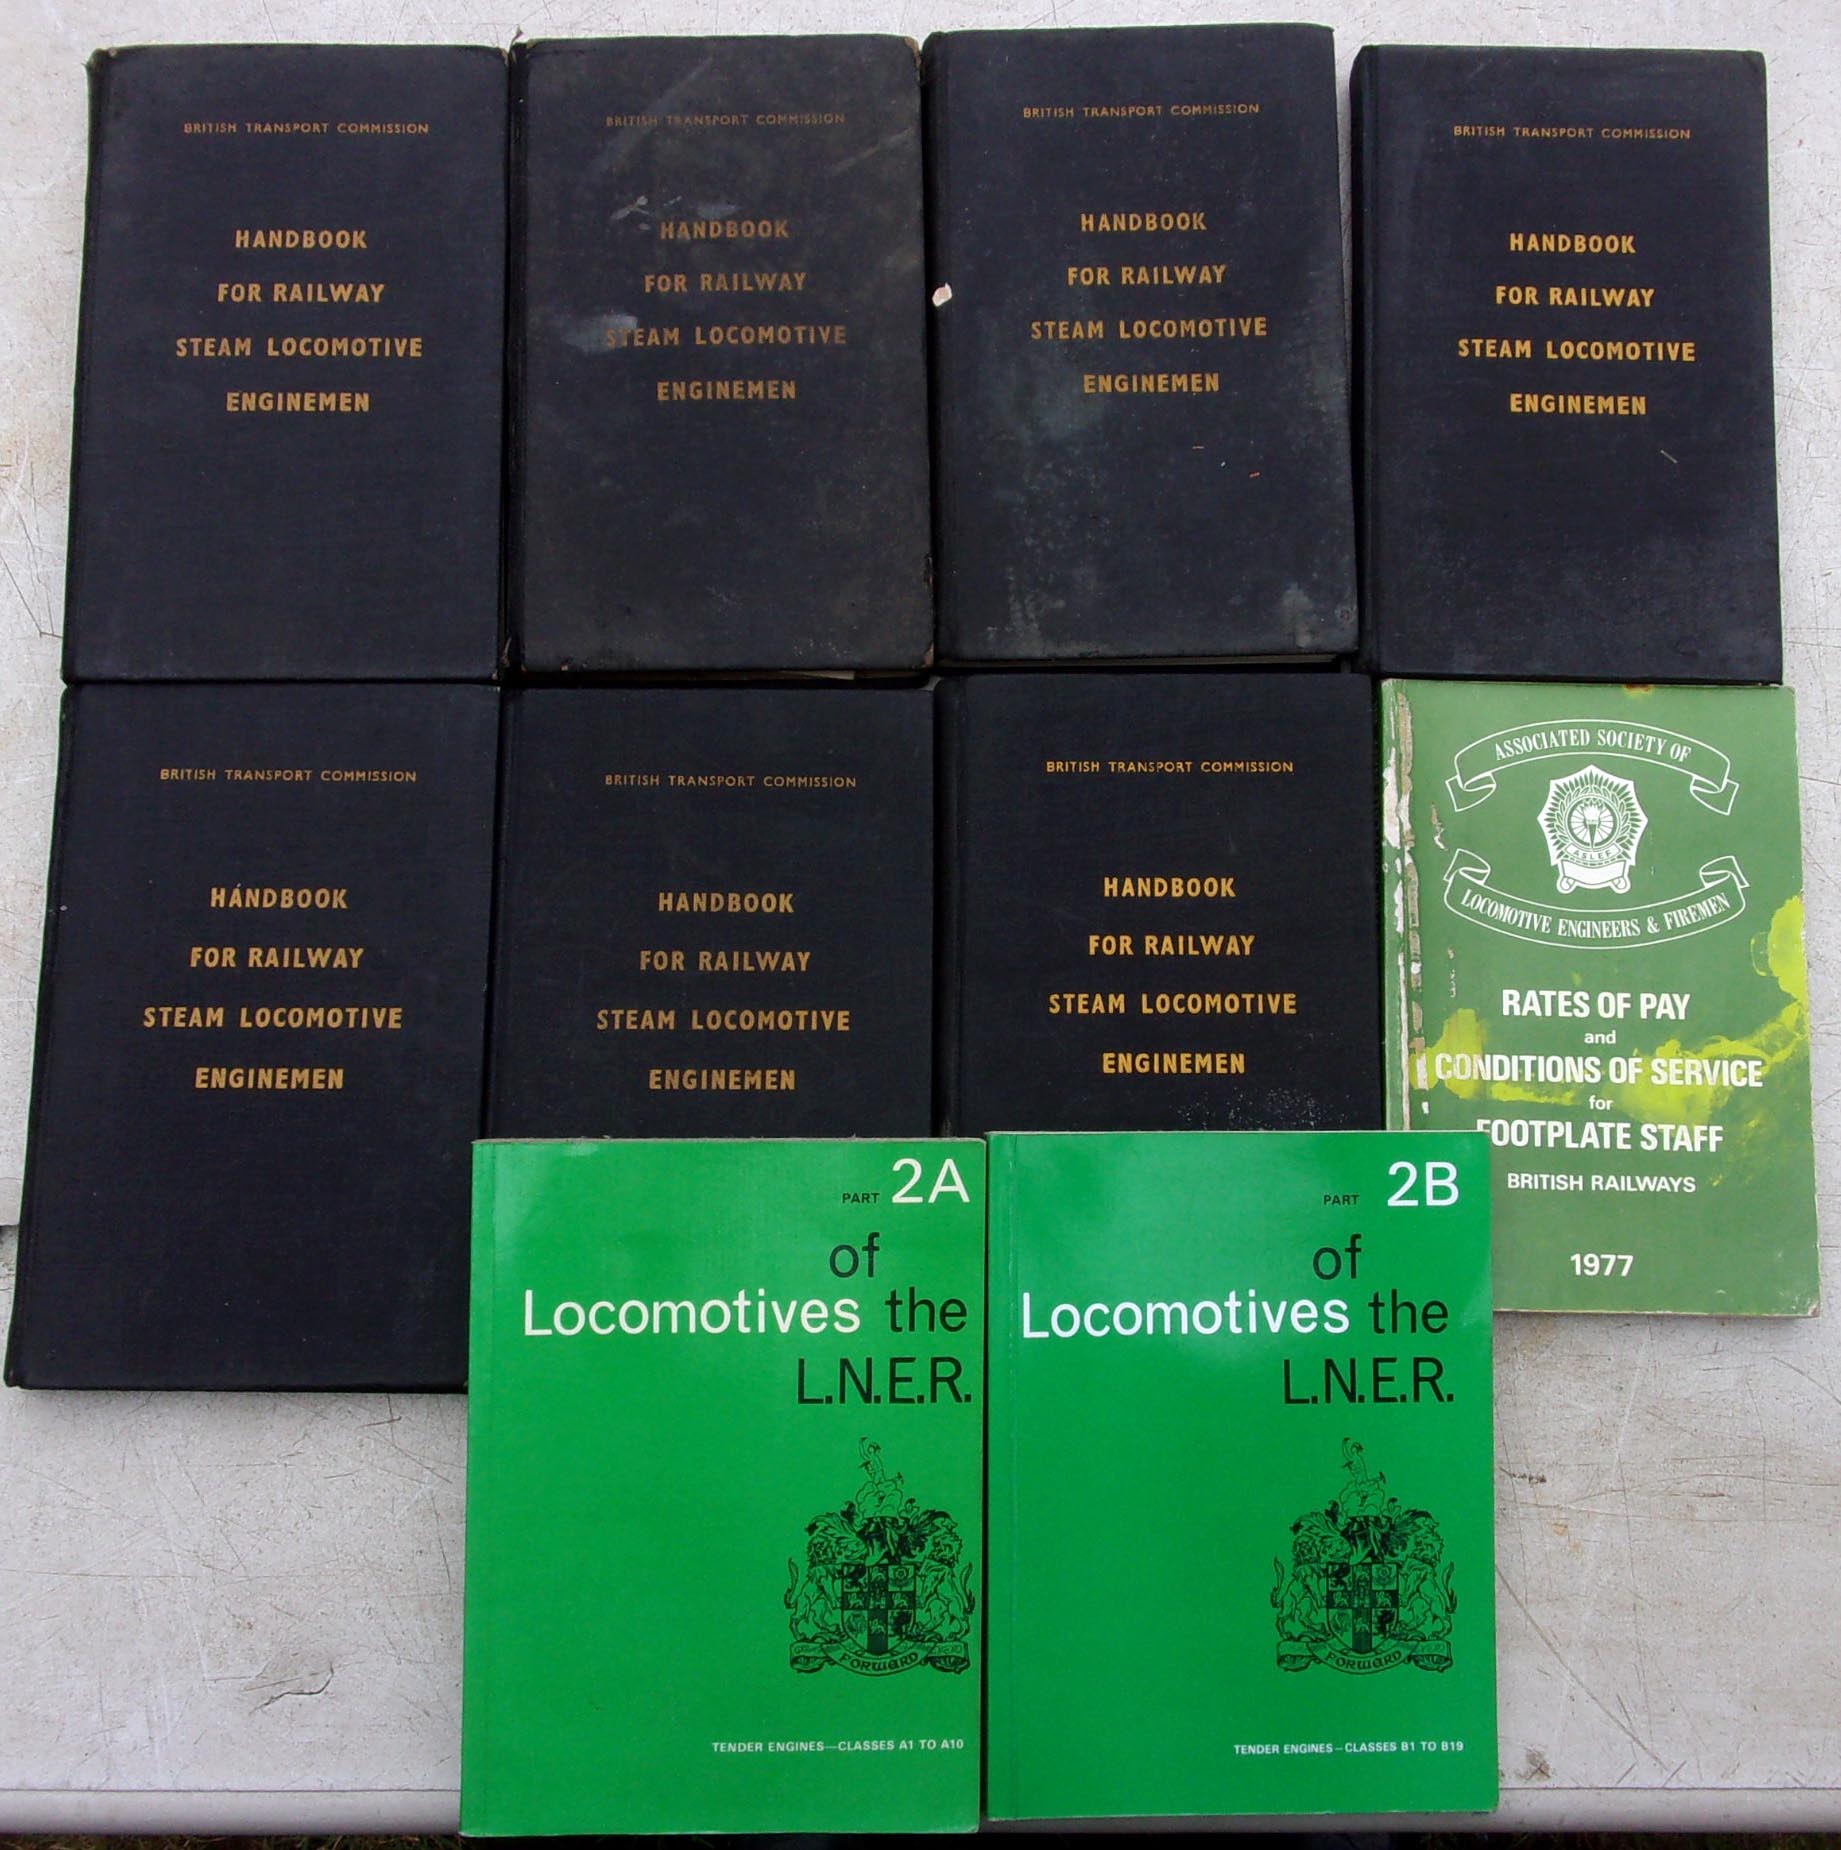 BRITISH TRANSPORT COMMISSION
HANDBOOK
FOR RAILWAY
STEAM LOCOMOTIVE
ENGINEMEN
BRITISH TRANSPORT COMMISSION
HANDBOOK
FOR RAILWAY
STEAM LOCOMOTIVE
ENGINEMEN
BRITISH TRANSPORT COMMISSION
HANDBOOK
FOR RAILWAY
STEAM LOCOMOTIVE
ENGINEMEN
BRITISH TRANSPORT COMMISSION
HANDBOOK
FOR RAILWAY
STEAM LOCOMOTIVE
ENGINEMEN
BRITISH TRANSPORT COMMISSION
HANDBOOK
FOR RAILWAY
STEAM LOCOMOTIVE
ENGINEMEN
BRITISH TRANSPORT COMMISSION
HANDBOOK
FOR RAILWAY
STEAM LOCOMOTIVE
ENGINEMEN
BRITISH TRANSPORT COMMISSION
HANDBOOK
FOR RAILWAY
STEAM LOCOMOTIVE
ENGINEMEN
ASSOCIATED SOCIETY OF
ASLEF
LOCOMOTIVE ENGINEERS & FIREMEN
RATES OF PAY
and
CONDITIONS OF SERVICE
for
FOOTPLATE STAFF
BRITISH RAILWAYS
1977
PART 2A
of
Locomotives the
L.N.E.R.
FORWARD
TENDER ENGINES—CLASSES A1 TO A10
PART 2B
of
Locomotives the
L.N.E.R.
FORWARD
TENDER ENGINES—CLASSES B1 TO B19